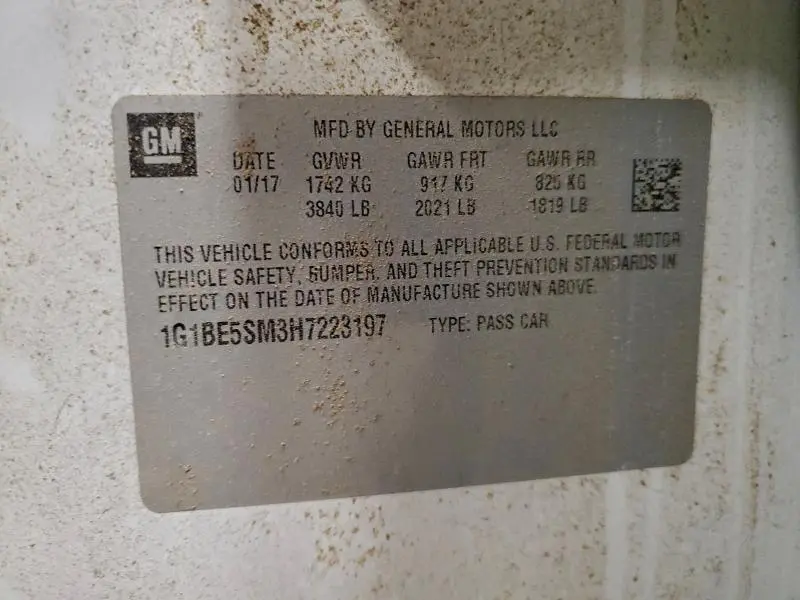 GM
MFD BY GENERAL MOTORS LLC
DATE GVWR GAWR FRT GAWR RR
01/17 1742 KG 917 KG 825 KG
3840 LB 2021 LB 1819 LB
THIS VEHICLE CONFORMS TO ALL APPLICABLE U.S. FEDERAL MOTOR
VEHICLE SAFETY, BUMPER, AND THEFT PREVENTION STANDARDS IN
EFFECT ON THE DATE OF MANUFACTURE SHOWN ABOVE.
1G1BE5SM3H7223197 TYPE: PASS CAR